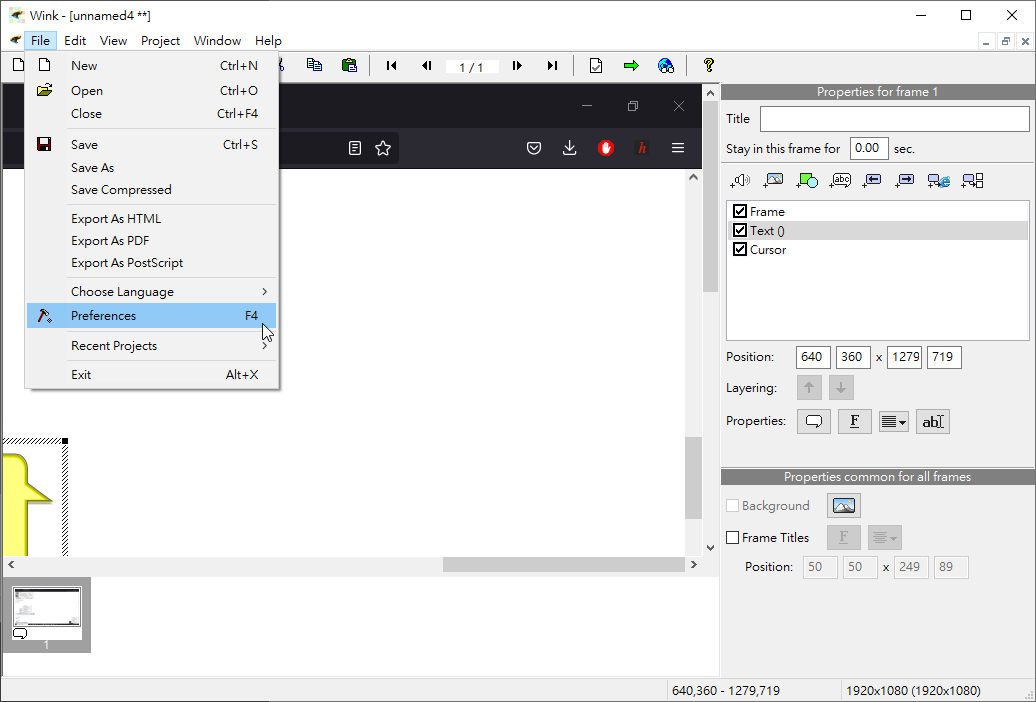 Wink - [unnamed4 **]
File Edit View Project Window Help
1 / 1
New Ctrl+N
Open Ctrl+O
Close Ctrl+F4
Save Ctrl+S
Save As
Save Compressed
Export As HTML
Export As PDF
Export As PostScript
Choose Language
Preferences F4
Recent Projects
Exit Alt+X
h
Properties for frame 1
Title
Stay in this frame for 0.00 sec.
abc
Frame
Text ()
Cursor
Position: 640 360 x 1279 719
Layering:
Properties: F ab
Properties common for all frames
Background
Frame Titles F
Position: 50 50 x 249 89
1
640,360 - 1279,719 1920x1080 (1920x1080)